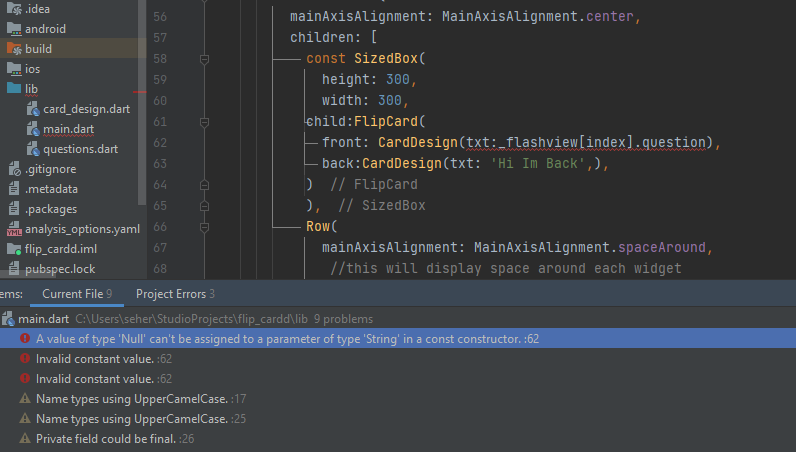 .idea
android
build
ios
lib
card_design.dart
main.dart
questions.dart
.gitignore
.metadata
.packages
analysis_options.yaml
flip_cardd.iml
pubspec.lock
56 mainAxisAlignment: MainAxisAlignment.center,
57 children: [
58 const SizedBox(
59 height: 300,
60 width: 300,
61 child:FlipCard(
62 front: CardDesign(txt:_flashview[index].question),
63 back:CardDesign(txt: 'Hi Im Back',),
64 ) // FlipCard
65 ), // SizedBox
66 Row(
67 mainAxisAlignment: MainAxisAlignment.spaceAround,
68 //this will display space around each widget
ems: Current File 9 Project Errors 3
main.dart C:\Users\seher\StudioProjects\flip_cardd\lib 9 problems
A value of type 'Null' can't be assigned to a parameter of type 'String' in a const constructor. :62
Invalid constant value. :62
Invalid constant value. :62
Name types using UpperCamelCase. :17
Name types using UpperCamelCase. :25
Private field could be final. :26